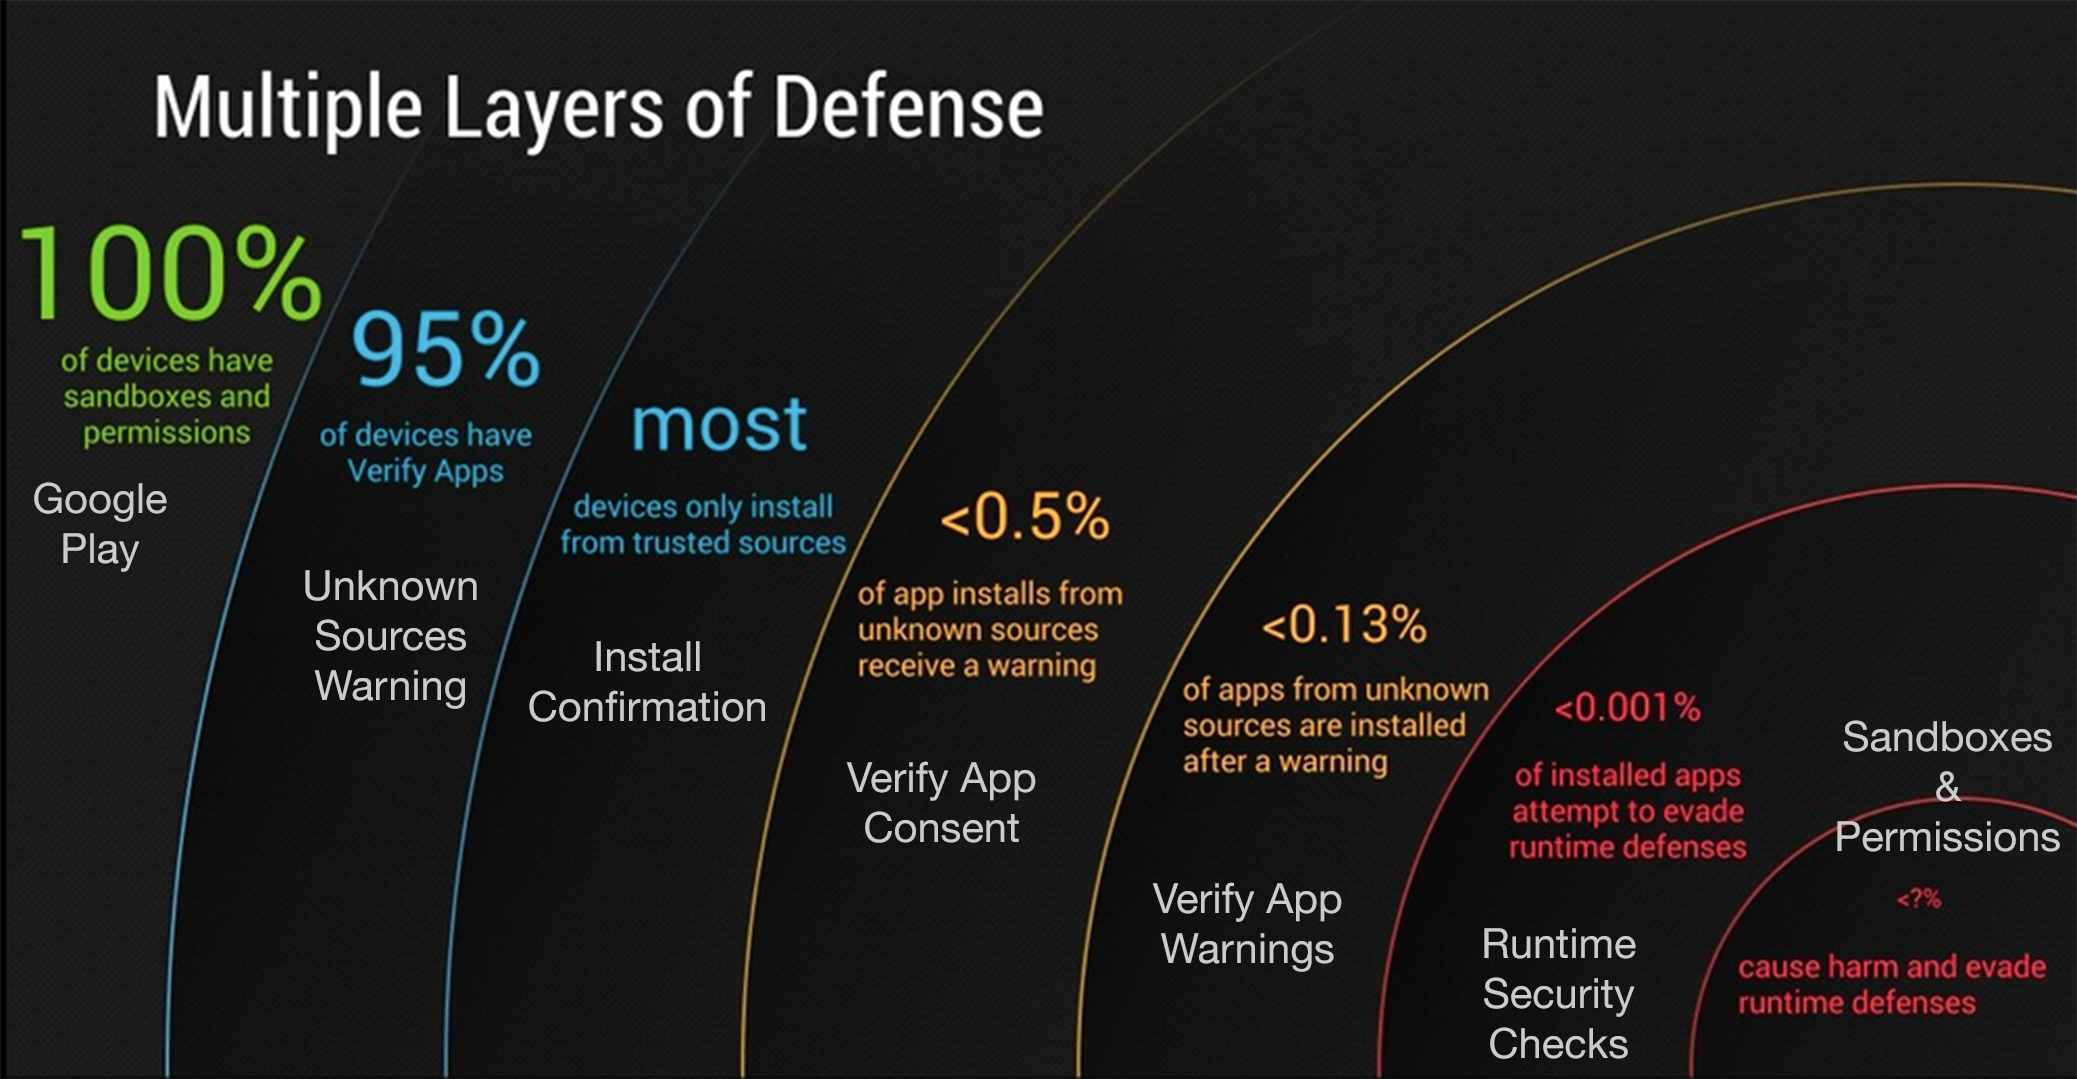 Multiple Layers of Defense
100%
of devices have
sandboxes and
permissions
Google
Play
95%
of devices have
Verify Apps
Unknown
Sources
Warning
most
devices only install
from trusted sources
Install
Confirmation
<0.5%
of app installs from
unknown sources
receive a warning
Verify App
Consent
<0.13%
of apps from unknown
sources are installed
after a warning
Verify App
Warnings
<0.001%
of installed apps
attempt to evade
runtime defenses
Runtime
Security
Checks
Sandboxes
&
Permissions
<?%
cause harm and evade
runtime defenses